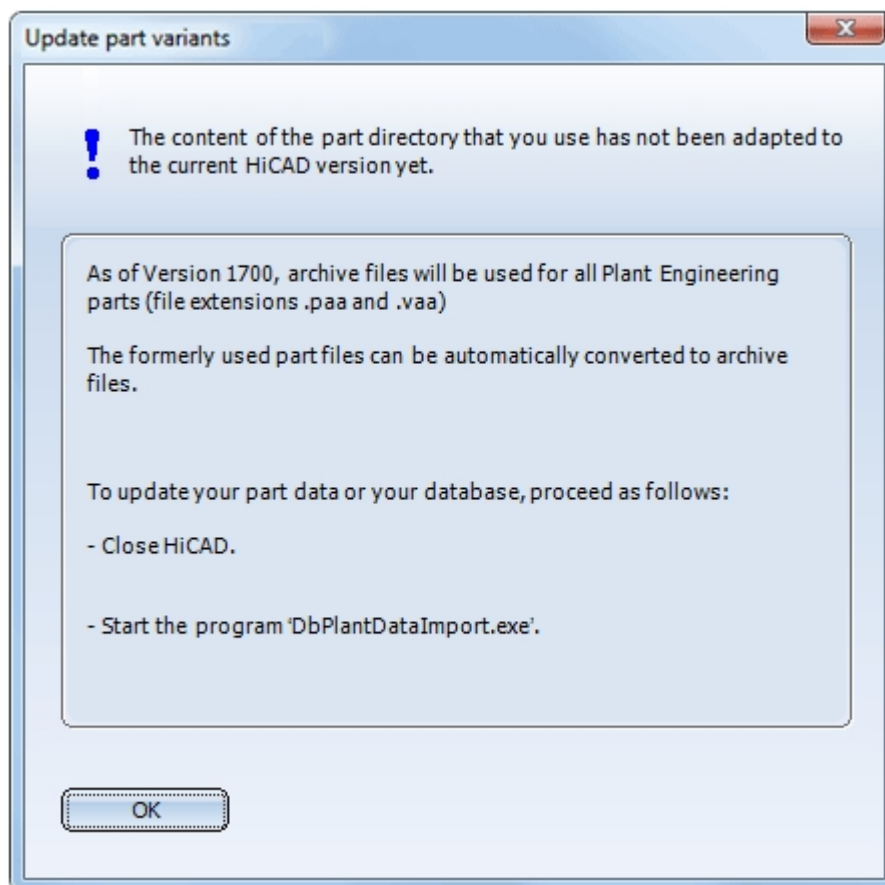 Update part variants
The content of the part directory that you use has not been adapted to
the current HiCAD version yet.
As of Version 1700, archive files will be used for all Plant Engineering
parts (file extensions .paa and .vaa)
The formerly used part files can be automatically converted to archive
files.
To update your part data or your database, proceed as follows:
- Close HiCAD.
- Start the program ‘DbPlantDataImport.exe’.
OK